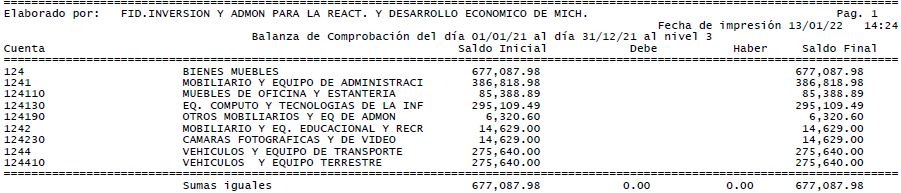 Elaborado por: FID.INVERSION Y ADMON PARA LA REACT. Y DESARROLLO ECONOMICO DE MICH. Pag. 1
Fecha de impresión 13/01/22 14:24
Balanza de Comprobación del día 01/01/21 al día 31/12/21 al nivel 3
Cuenta Saldo Inicial Debe Haber Saldo Final
124 BIENES MUEBLES 677,087.98 677,087.98
1241 MOBILIARIO Y EQUIPO DE ADMINISTRACI 386,818.98 386,818.98
124110 MUEBLES DE OFICINA Y ESTANTERIA 85,388.89 85,388.89
124130 EQ. COMPUTO Y TECNOLOGIAS DE LA INF 295,109.49 295,109.49
124190 OTROS MOBILIARIOS Y EQ DE ADMON 6,320.60 6,320.60
1242 MOBILIARIO Y EQ. EDUCACIONAL Y RECR 14,629.00 14,629.00
124230 CAMARAS FOTOGRAFICAS Y DE VIDEO 14,629.00 14,629.00
1244 VEHICULOS Y EQUIPO DE TRANSPORTE 275,640.00 275,640.00
124410 VEHICULOS Y EQUIPO TERRESTRE 275,640.00 275,640.00
Sumas iguales 677,087.98 0.00 0.00 677,087.98